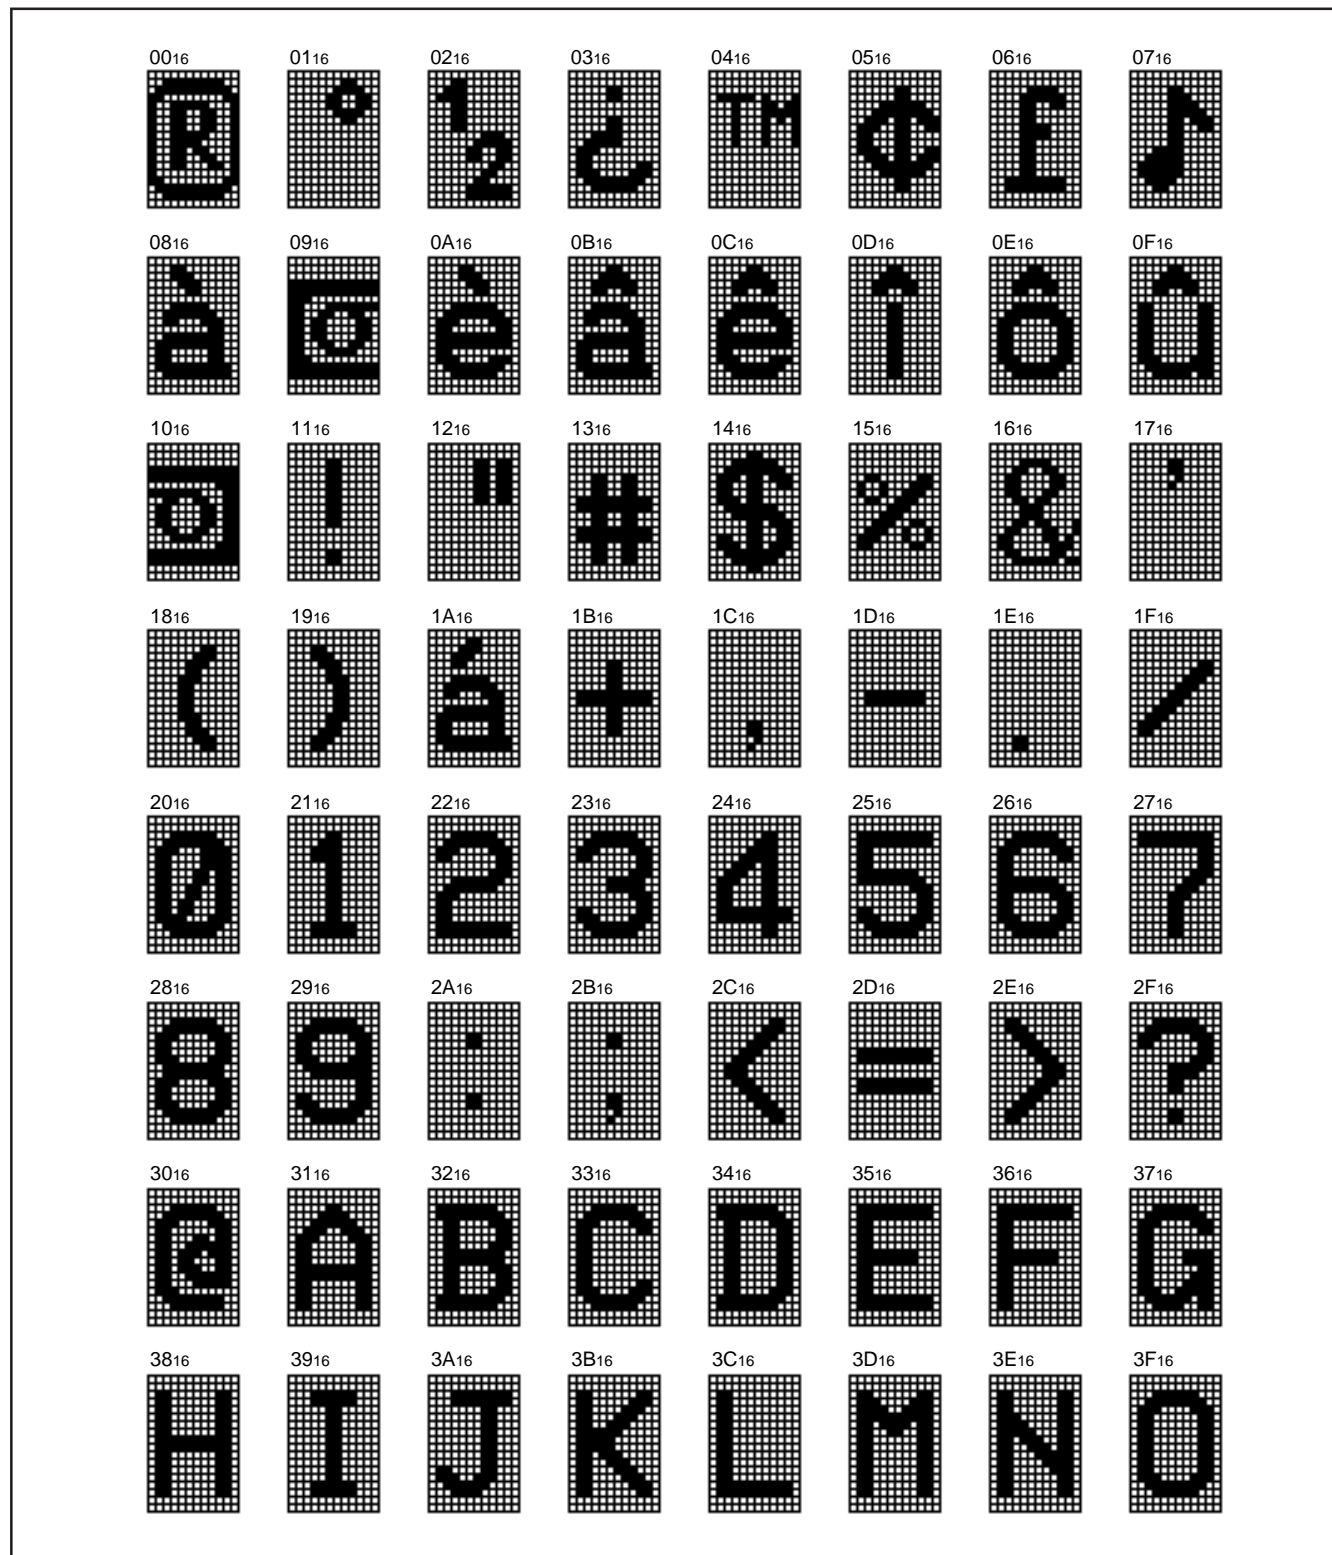 00₁₆ 01₁₆ 02₁₆ 03₁₆ 04₁₆ 05₁₆ 06₁₆ 07₁₆
® ° ½ ¿ ™ ¢ £ ♪
08₁₆ 09₁₆ 0A₁₆ 0B₁₆ 0C₁₆ 0D₁₆ 0E₁₆ 0F₁₆
à è â ê î ô û
10₁₆ 11₁₆ 12₁₆ 13₁₆ 14₁₆ 15₁₆ 16₁₆ 17₁₆
! " # $ % & '
18₁₆ 19₁₆ 1A₁₆ 1B₁₆ 1C₁₆ 1D₁₆ 1E₁₆ 1F₁₆
( ) á + , - . /
20₁₆ 21₁₆ 22₁₆ 23₁₆ 24₁₆ 25₁₆ 26₁₆ 27₁₆
0 1 2 3 4 5 6 7
28₁₆ 29₁₆ 2A₁₆ 2B₁₆ 2C₁₆ 2D₁₆ 2E₁₆ 2F₁₆
8 9 : ; < = > ?
30₁₆ 31₁₆ 32₁₆ 33₁₆ 34₁₆ 35₁₆ 36₁₆ 37₁₆
@ A B C D E F G
38₁₆ 39₁₆ 3A₁₆ 3B₁₆ 3C₁₆ 3D₁₆ 3E₁₆ 3F₁₆
H I J K L M N O